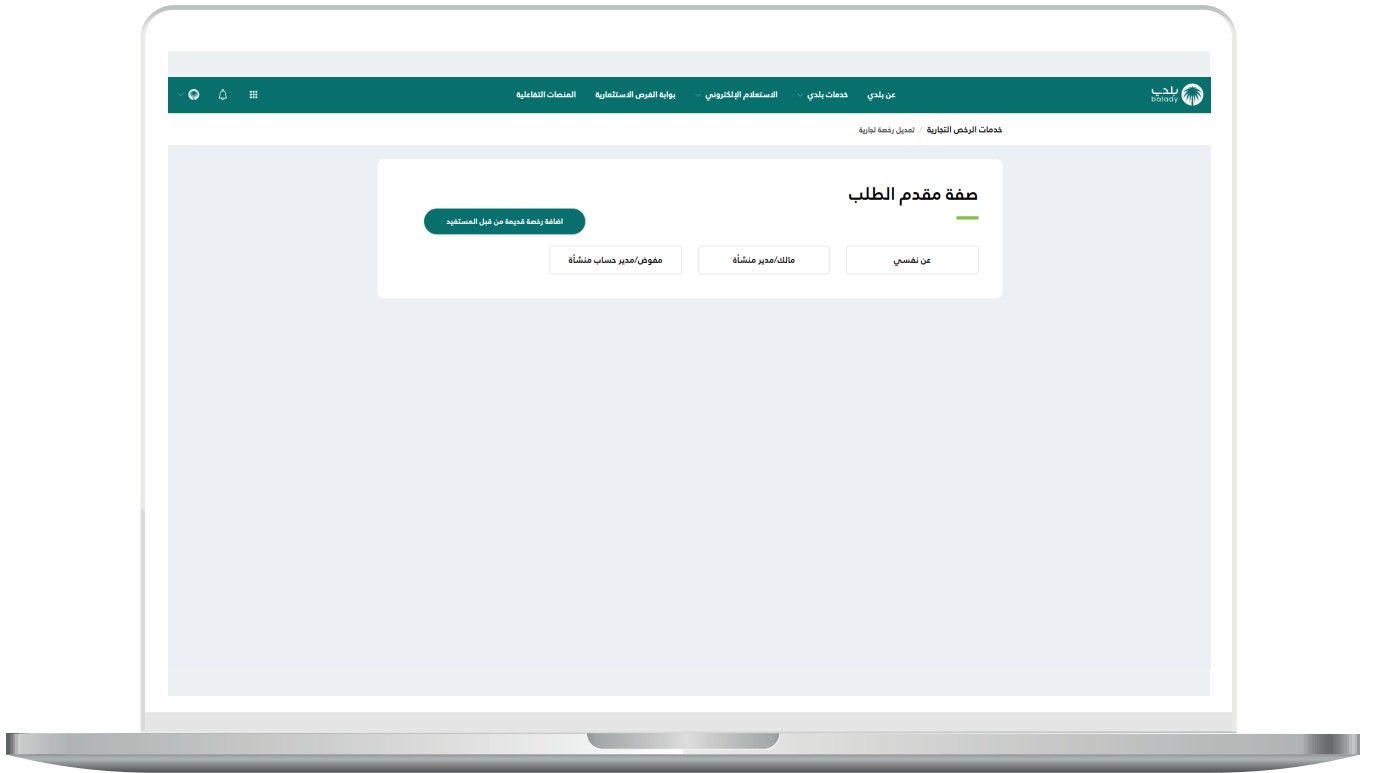 بلدي
balady
عن بلدي
خدمات بلدي
الاستعلام الإلكتروني
بوابة الفرص الاستثمارية
المنصات التفاعلية
خدمات الرخص التجارية / تعديل رخصة تجارية
صفة مقدم الطلب
اضافة رخصة قديمة من قبل المستفيد
عن نفسي
مالك/مدير منشأة
مفوض/مدير حساب منشأة